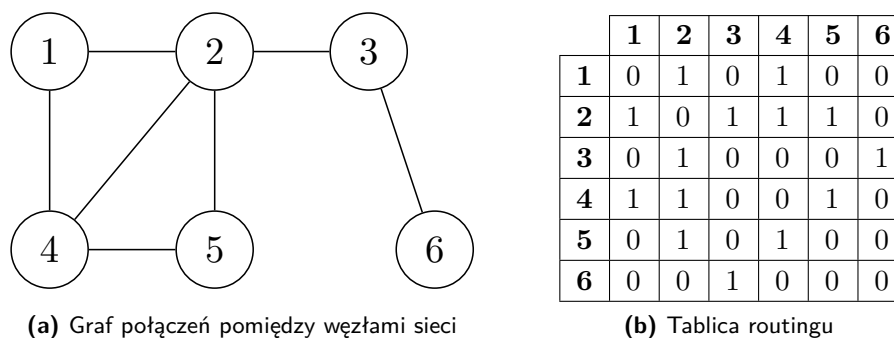 1 2 3
4 5 6
(a) Graf połączeń pomiędzy węzłami sieci
1 2 3 4 5 6
1 0 1 0 1 0 0
2 1 0 1 1 1 0
3 0 1 0 0 0 1
4 1 1 0 0 1 0
5 0 1 0 1 0 0
6 0 0 1 0 0 0
(b) Tablica routingu